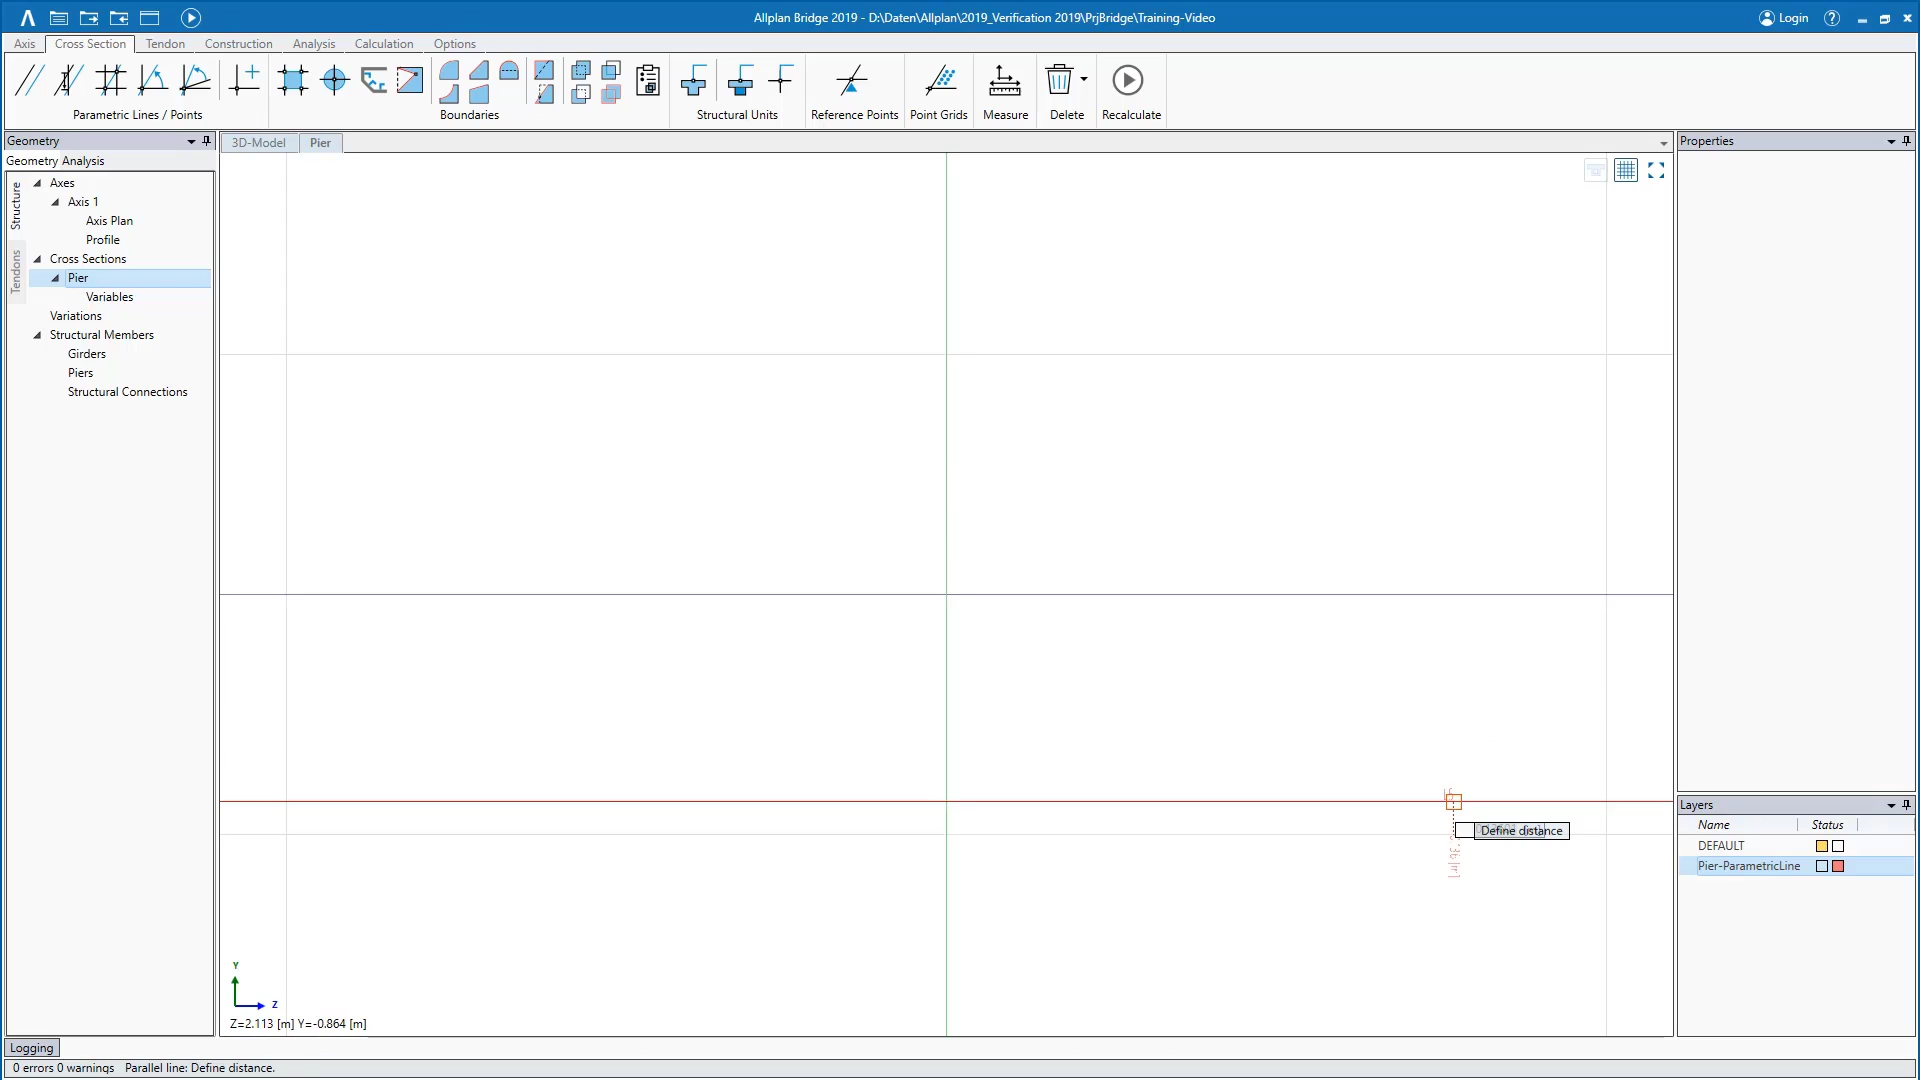 Allplan Bridge 2019 - D:\Daten\Allplan\2019_Verification 2019\PrjBridge\Training-Video
Login
Axis
Cross Section
Tendon
Construction
Analysis
Calculation
Options
Parametric Lines / Points
Boundaries
Structural Units
Reference Points
Point Grids
Measure
Delete
Recalculate
Geometry
Geometry Analysis
Structure
Tendons
Axes
Axis 1
Axis Plan
Profile
Cross Sections
Pier
Variables
Variations
Structural Members
Girders
Piers
Structural Connections
3D-Model
Pier
Define distance
Y
Z
Z=2.113 [m] Y=-0.864 [m]
Properties
Layers
Name
Status
DEFAULT
Pier-ParametricLine
Logging
0 errors 0 warnings
Parallel line: Define distance.